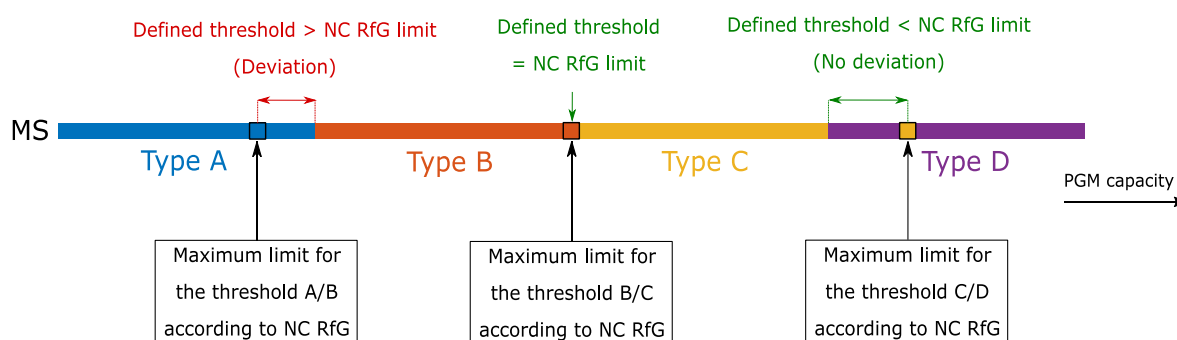 Defined threshold > NC RfG limit
(Deviation)
Defined threshold
= NC RfG limit
Defined threshold < NC RfG limit
(No deviation)
MS
Type A
Type B
Type C
Type D
PGM capacity
Maximum limit for
the threshold A/B
according to NC RfG
Maximum limit for
the threshold B/C
according to NC RfG
Maximum limit for
the threshold C/D
according to NC RfG